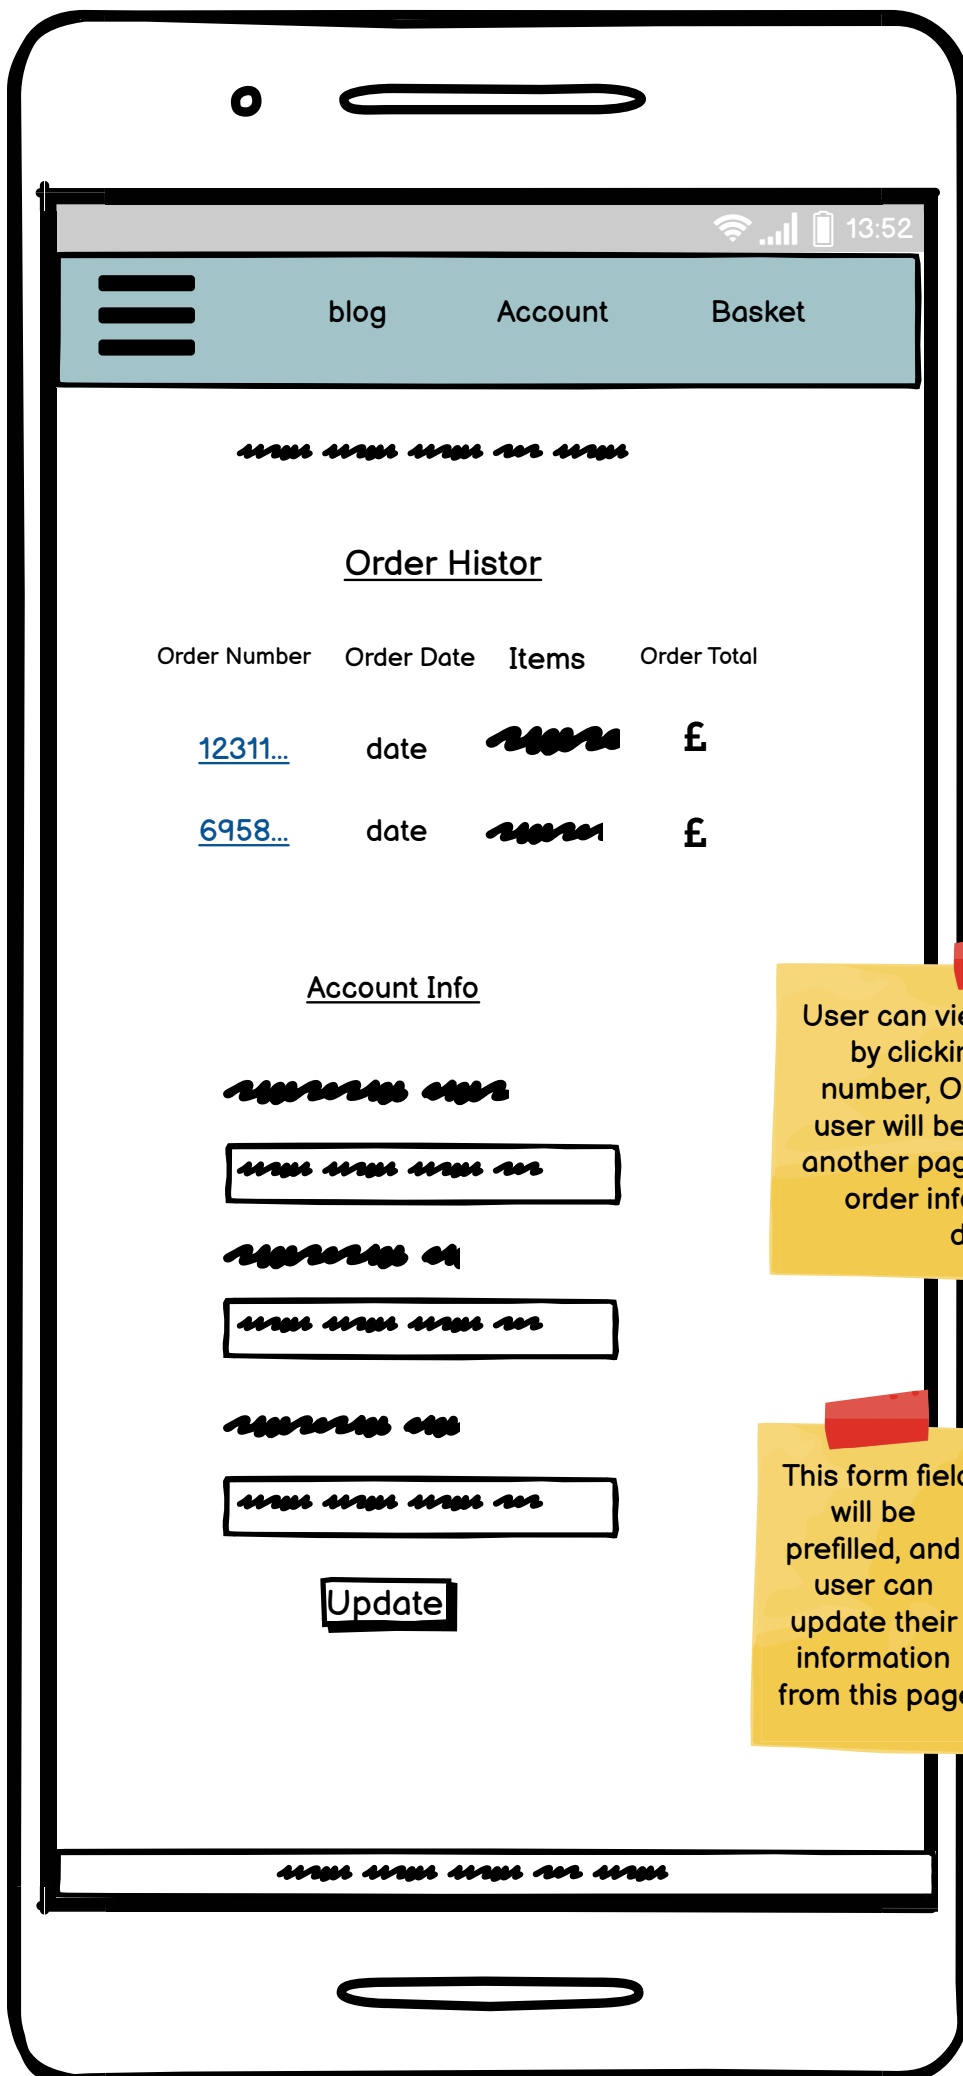 13:52
blog Account Basket
Order Histor
Order Number Order Date Items Order Total
12311... date £
6958... date £
Account Info
User can vie
by clickin
number, O
user will be
another pag
order inf
d
Update
This form fiel
will be
prefilled, and
user can
update their
information
from this page